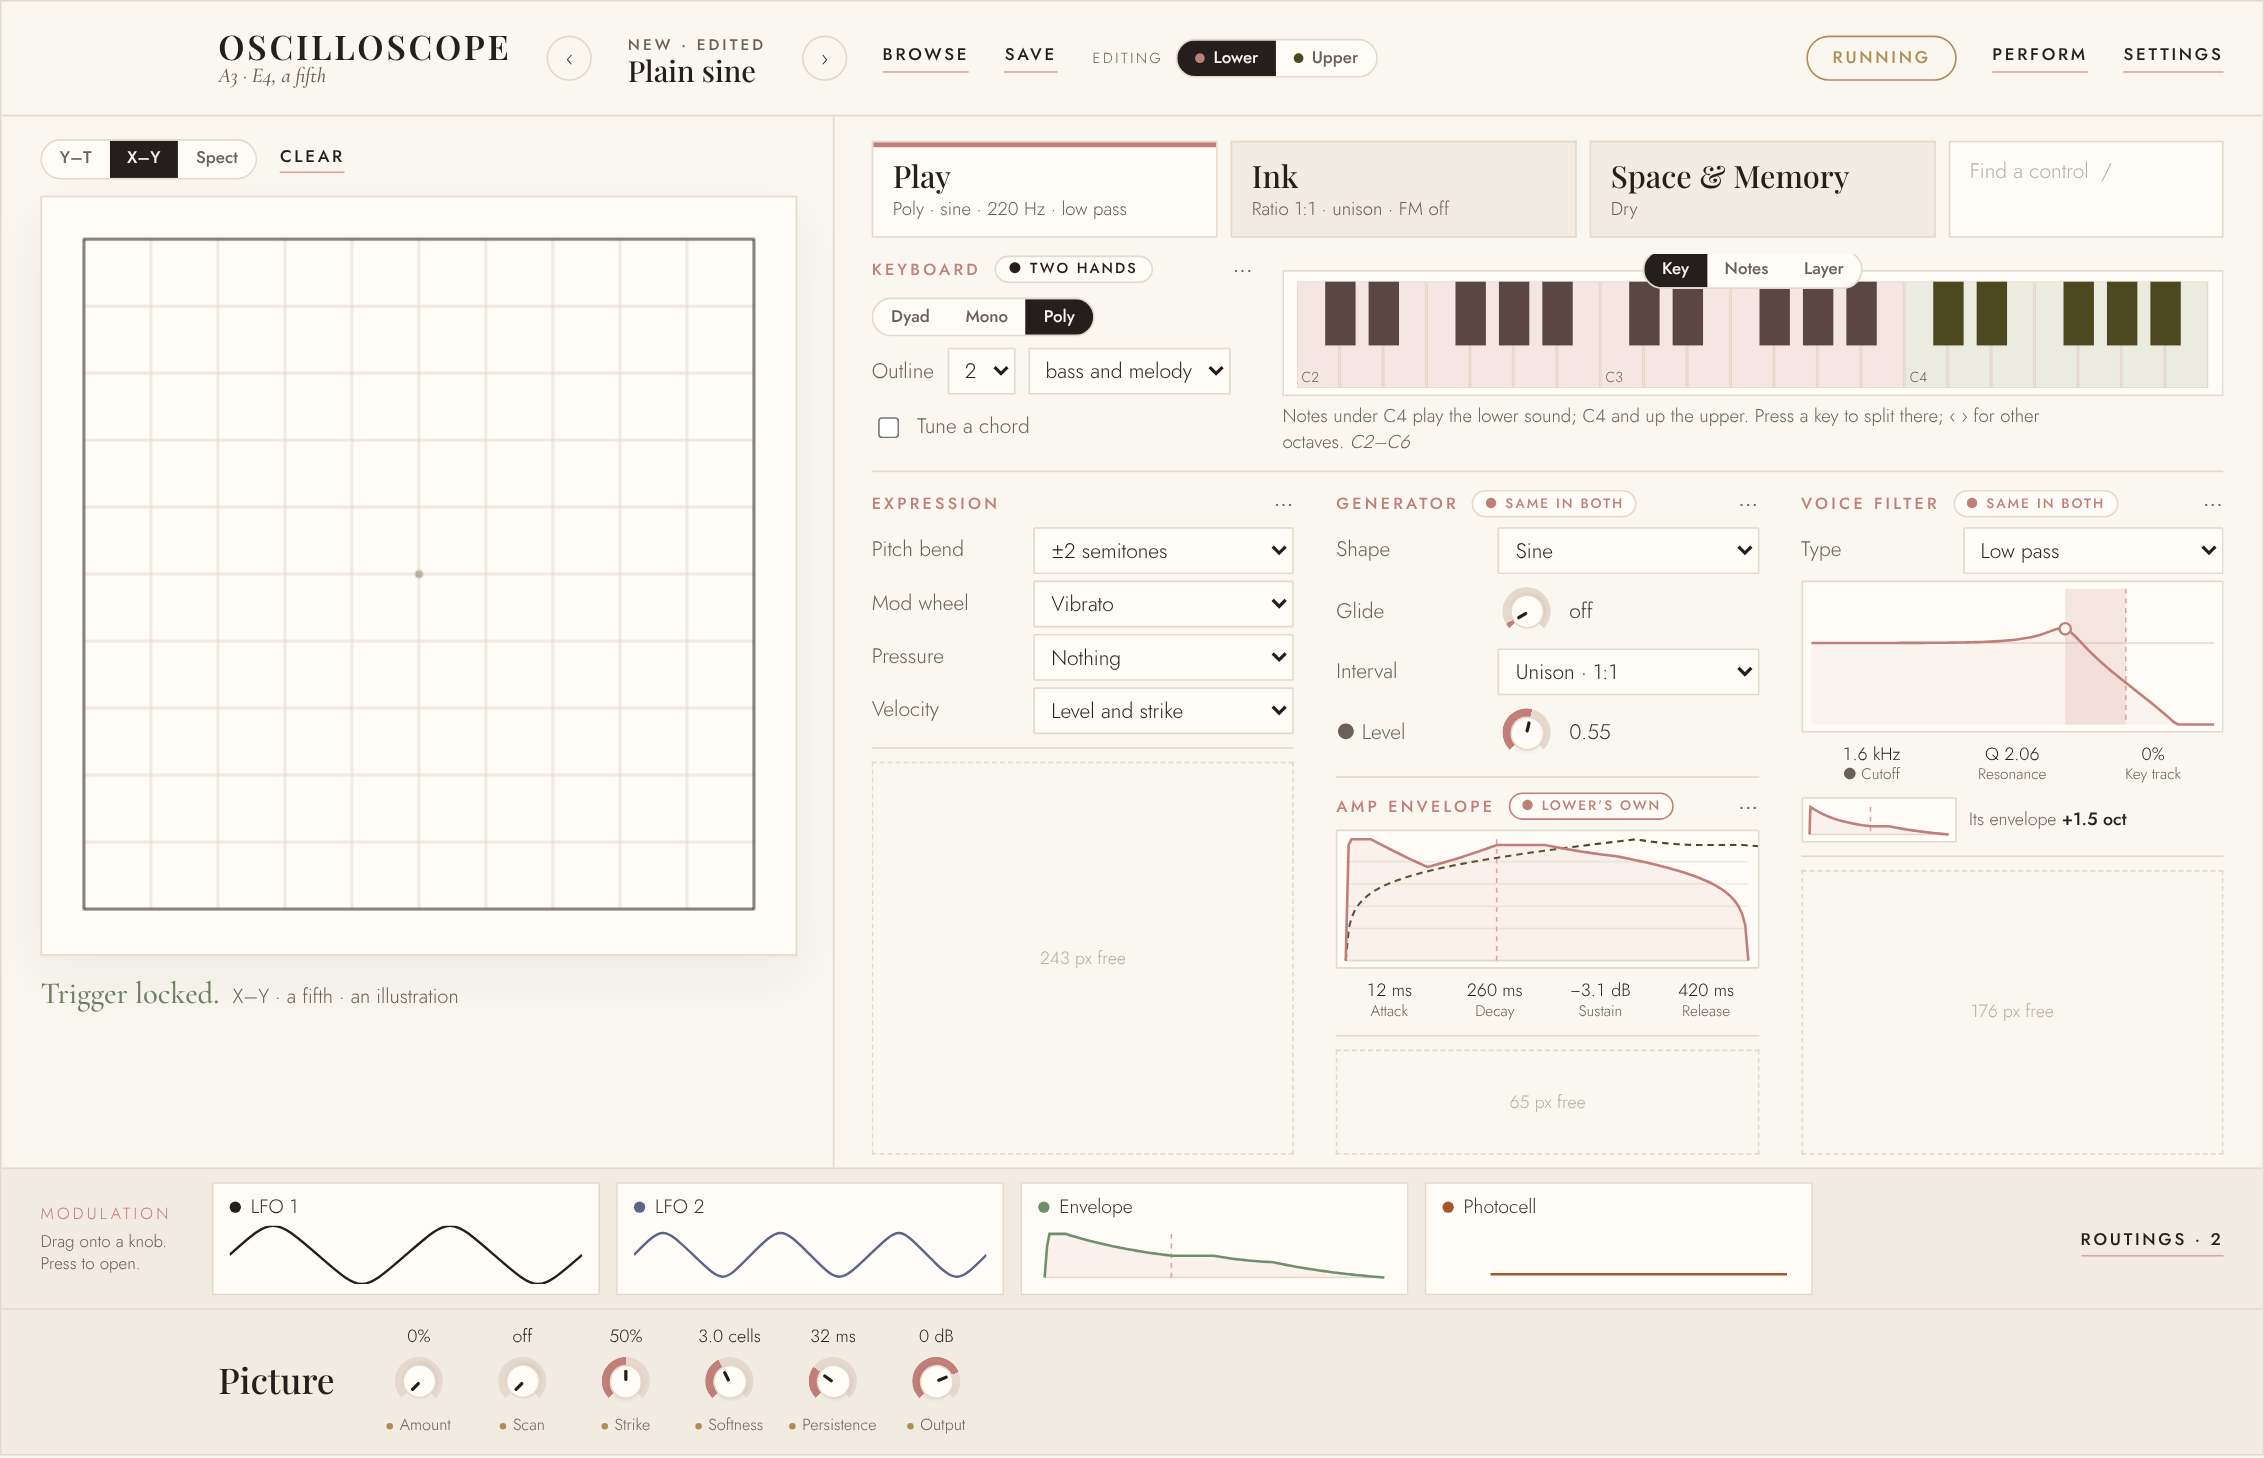 OSCILLOSCOPE
A3 · E4, a fifth
‹
NEW · EDITED
Plain sine
›
BROWSE
SAVE
EDITING
Lower
Upper
RUNNING
PERFORM
SETTINGS
Y–T
X–Y
Spect
CLEAR
Trigger locked. X–Y · a fifth · an illustration
Play
Poly · sine · 220 Hz · low pass
Ink
Ratio 1:1 · unison · FM off
Space & Memory
Dry
Find a control /
KEYBOARD
TWO HANDS
...
Dyad
Mono
Poly
Outline
2
bass and melody
Tune a chord
Key
Notes
Layer
C2
C3
C4
Notes under C4 play the lower sound; C4 and up the upper. Press a key to split there; ‹ › for other
octaves. C2–C6
EXPRESSION
...
Pitch bend
±2 semitones
Mod wheel
Vibrato
Pressure
Nothing
Velocity
Level and strike
243 px free
GENERATOR
SAME IN BOTH
...
Shape
Sine
Glide
off
Interval
Unison · 1:1
Level
0.55
AMP ENVELOPE
LOWER'S OWN
...
12 ms
260 ms
−3.1 dB
420 ms
Attack
Decay
Sustain
Release
65 px free
VOICE FILTER
SAME IN BOTH
...
Type
Low pass
1.6 kHz
Q 2.06
0%
Cutoff
Resonance
Key track
Its envelope +1.5 oct
176 px free
MODULATION
Drag onto a knob.
Press to open.
LFO 1
LFO 2
Envelope
Photocell
ROUTINGS · 2
Picture
0%
off
50%
3.0 cells
32 ms
0 dB
Amount
Scan
Strike
Softness
Persistence
Output